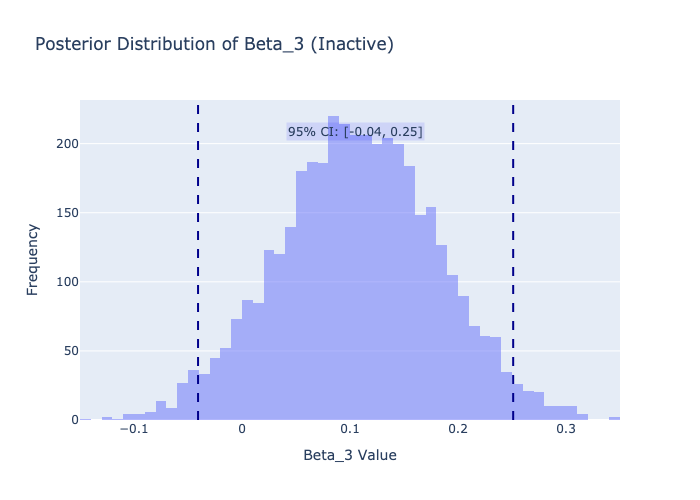 Posterior Distribution of Beta_3 (Inactive)
95% CI: [-0.04, 0.25]
200
150
100
50
0
Frequency
−0.1
0
0.1
0.2
0.3
Beta_3 Value